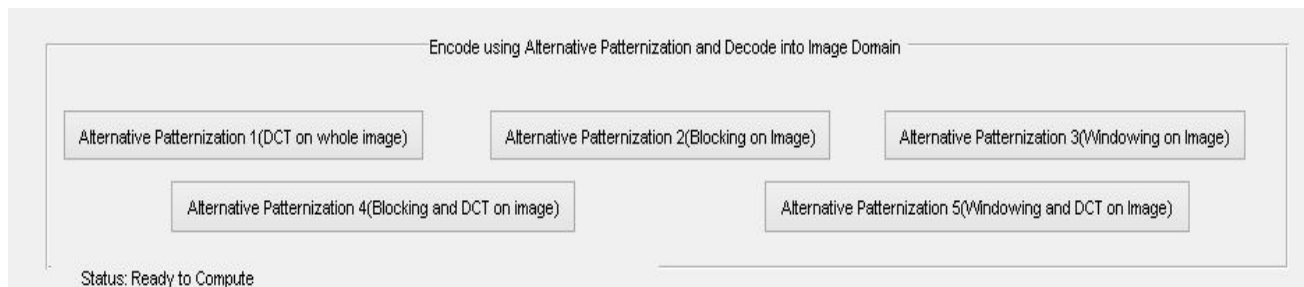 Encode using Alternative Patternization and Decode into Image Domain
Alternative Patternization 1(DCT on whole image)
Alternative Patternization 2(Blocking on Image)
Alternative Patternization 3(Windowing on Image)
Alternative Patternization 4(Blocking and DCT on image)
Alternative Patternization 5(Windowing and DCT on Image)
Status: Ready to Compute